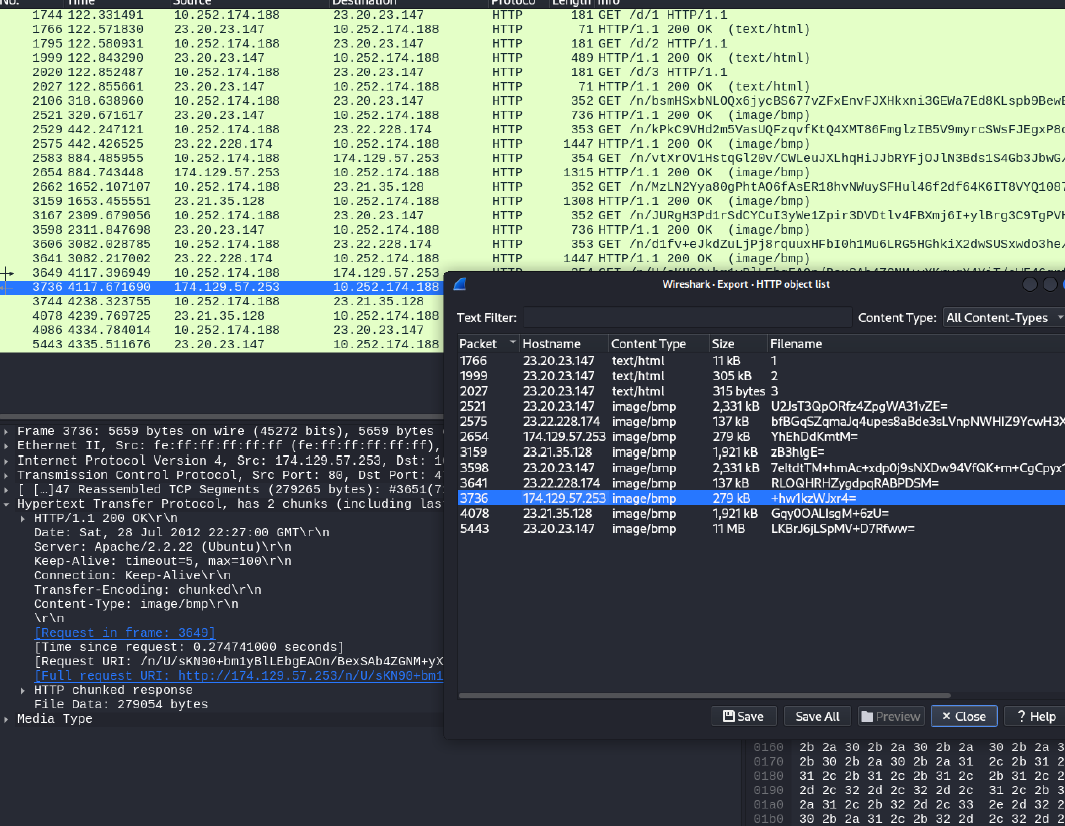 No. Time Source Destination Protoco Length Info
1744 122.331491 10.252.174.188 23.20.23.147 HTTP 181 GET /d/1 HTTP/1.1
1766 122.571830 23.20.23.147 10.252.174.188 HTTP 71 HTTP/1.1 200 OK (text/html)
1795 122.580931 10.252.174.188 23.20.23.147 HTTP 181 GET /d/2 HTTP/1.1
1999 122.843290 23.20.23.147 10.252.174.188 HTTP 489 HTTP/1.1 200 OK (text/html)
2020 122.852487 10.252.174.188 23.20.23.147 HTTP 181 GET /d/3 HTTP/1.1
2027 122.855661 23.20.23.147 10.252.174.188 HTTP 71 HTTP/1.1 200 OK (text/html)
2106 318.638960 10.252.174.188 23.20.23.147 HTTP 352 GET /n/bsmHSxbNLOQx6jycBS677vZFxEnvFJXHkxni3GEWa7Ed8KLspb9BewE
2521 320.671617 23.20.23.147 10.252.174.188 HTTP 736 HTTP/1.1 200 OK (image/bmp)
2529 442.247121 10.252.174.188 23.22.228.174 HTTP 353 GET /n/kPkC9VHd2m5VasUQFzqvfKtQ4XMT86FmglzIB5V9myrcSWsFJEgxP8c
2575 442.426525 23.22.228.174 10.252.174.188 HTTP 1447 HTTP/1.1 200 OK (image/bmp)
2583 884.485955 10.252.174.188 174.129.57.253 HTTP 354 GET /n/vtXrOV1HstqGl20v/CWLeuJXLhqHiJJbRYFjOJlN3Bds1S4Gb3JbwG/
2654 884.743448 174.129.57.253 10.252.174.188 HTTP 1315 HTTP/1.1 200 OK (image/bmp)
2662 1652.107107 10.252.174.188 23.21.35.128 HTTP 352 GET /n/MzLN2Yya80gPhtAO6fAsER18hvNWuySFHul46f2df64K6IT8VYQ1087
3159 1653.455551 23.21.35.128 10.252.174.188 HTTP 1308 HTTP/1.1 200 OK (image/bmp)
3167 2309.679056 10.252.174.188 23.20.23.147 HTTP 352 GET /n/JURgH3Pd1rSdCYCuI3yWe1Zpir3DVDtlv4FBXmj6I+ylBrg3C9TgPVH
3598 2311.847698 23.20.23.147 10.252.174.188 HTTP 736 HTTP/1.1 200 OK (image/bmp)
3606 3082.028785 10.252.174.188 23.22.228.174 HTTP 353 GET /n/d1fv+eJkdZuLjPj8rquuxHFbI0h1Mu6LRG5HGhkiX2dwSUSxwdo3he/
3641 3082.217002 23.22.228.174 10.252.174.188 HTTP 1447 HTTP/1.1 200 OK (image/bmp)
3649 4117.396949 10.252.174.188 174.129.57.253
3736 4117.671690 174.129.57.253 10.252.174.188
3744 4238.323755 10.252.174.188 23.21.35.128
4078 4239.769725 23.21.35.128 10.252.174.188
4086 4334.784014 10.252.174.188 23.20.23.147
5443 4335.511676 23.20.23.147 10.252.174.188
Wireshark · Export · HTTP object list
Text Filter: Content Type: All Content-Types
Packet Hostname Content Type Size Filename
1766 23.20.23.147 text/html 11 kB 1
1999 23.20.23.147 text/html 305 kB 2
2027 23.20.23.147 text/html 315 bytes 3
2521 23.20.23.147 image/bmp 2,331 kB U2JsT3QpORfz4ZpgWA31vZE=
2575 23.22.228.174 image/bmp 137 kB bfBGqSZqmaJq4upes8aBde3sLVnpNWHIZ9YcwH3X
2654 174.129.57.253 image/bmp 279 kB YhEhDdKmtM=
3159 23.21.35.128 image/bmp 1,921 kB zB3hlgE=
3598 23.20.23.147 image/bmp 2,331 kB 7eltdtTM+hmAc+xdp0j9sNXDw94VfQK+m+CgCpyx1
3641 23.22.228.174 image/bmp 137 kB RLOQHRHZygdpqRABPDSM=
3736 174.129.57.253 image/bmp 279 kB +hw1kzWJxr4=
4078 23.21.35.128 image/bmp 1,921 kB Gqy0OALIsgM+6zU=
5443 23.20.23.147 image/bmp 11 MB LKBrJ6jLSpMV+D7Rfww=
Save Save All Preview Close Help
Frame 3736: 5659 bytes on wire (45272 bits), 5659 bytes
Ethernet II, Src: fe:ff:ff:ff:ff:ff (fe:ff:ff:ff:ff:ff),
Internet Protocol Version 4, Src: 174.129.57.253, Dst: 1
Transmission Control Protocol, Src Port: 80, Dst Port: 4
[ […]47 Reassembled TCP Segments (279265 bytes): #3651(7
Hypertext Transfer Protocol, has 2 chunks (including las
HTTP/1.1 200 OK\r\n
Date: Sat, 28 Jul 2012 22:27:00 GMT\r\n
Server: Apache/2.2.22 (Ubuntu)\r\n
Keep-Alive: timeout=5, max=100\r\n
Connection: Keep-Alive\r\n
Transfer-Encoding: chunked\r\n
Content-Type: image/bmp\r\n
\r\n
[Request in frame: 3649]
[Time since request: 0.274741000 seconds]
[Request URI: /n/U/sKN90+bm1yBlLEbgEAOn/BexSAb4ZGNM+yX
[Full request URI: http://174.129.57.253/n/U/sKN90+bm1
HTTP chunked response
File Data: 279054 bytes
Media Type
0160 2b 2a 30 2b 2a 30 2b 2a 30 2b 2a 3
0170 2b 30 2b 2a 30 2b 2a 31 2c 2b 31 2
0180 31 2c 2b 31 2c 2b 31 2c 2b 31 2c 2
0190 2d 2c 32 2d 2c 32 2d 2c 31 2c 2b 3
01a0 2a 31 2c 2b 32 2d 2c 33 2e 2d 32 2
01b0 30 2b 2a 31 2c 2b 32 2d 2c 32 2d 2